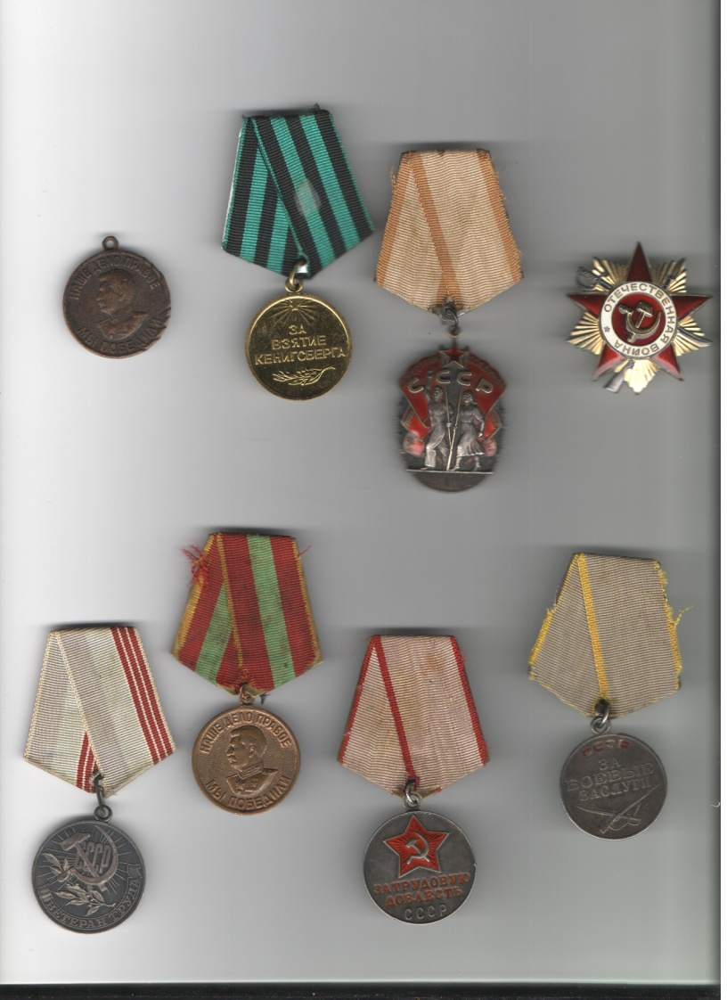 НАШЕ ДЕЛО ПРАВОЕ
МЫ ПОБЕДИЛИ
ЗА
ВЗЯТИЕ
КЕНИГСБЕРГА
СССР
ОТЕЧЕСТВЕННАЯ ВОЙНА
СССР
ВЕТЕРАН ТРУДА
НАШЕ ДЕЛО ПРАВОЕ
МЫ ПОБЕДИЛИ
ЗА ТРУДОВУЮ
ДОБЛЕСТЬ
СССР
СССР
ЗА
БОЕВЫЕ
ЗАСЛУГИ